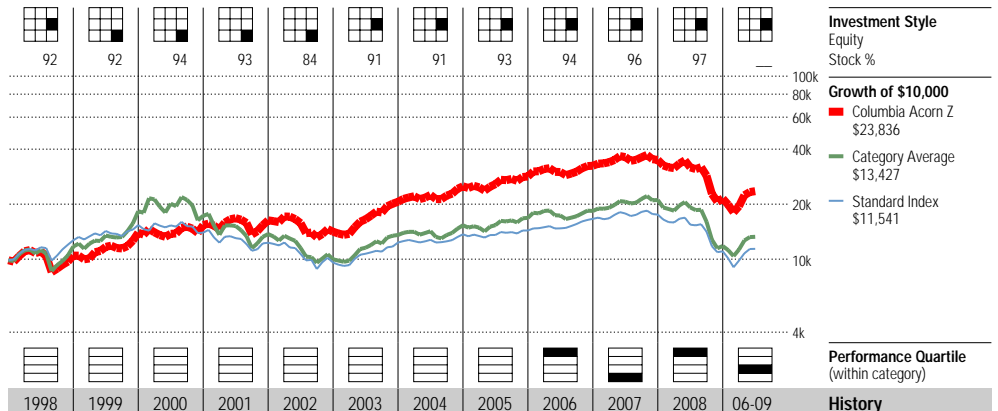 Investment Style
Equity
92 92 94 93 84 91 91 93 94 96 97 __ Stock %
100k
80k
Growth of $10,000
60k
Columbia Acorn Z
$23,836
40k
Category Average
$13,427
20k
Standard Index
$11,541
10k
4k
Performance Quartile
(within category)
1998 1999 2000 2001 2002 2003 2004 2005 2006 2007 2008 06-09 History